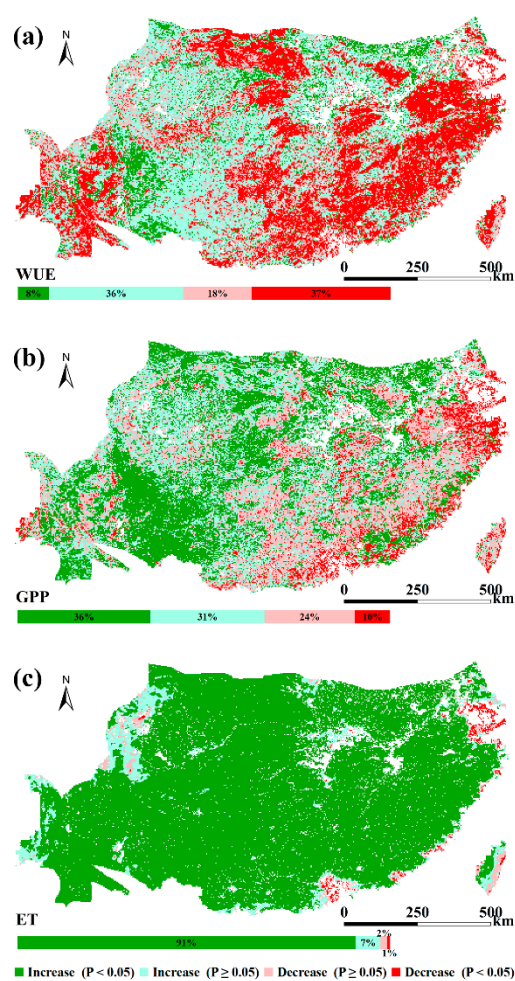 (a)
N
WUE
0 250 500
km
8% 36% 18% 37%
(b)
N
GPP
0 250 500
km
36% 31% 24% 10%
(c)
N
ET
0 250 500
km
91% 7% 2% 1%
Increase (P < 0.05) Increase (P ≥ 0.05) Decrease (P ≥ 0.05) Decrease (P < 0.05)